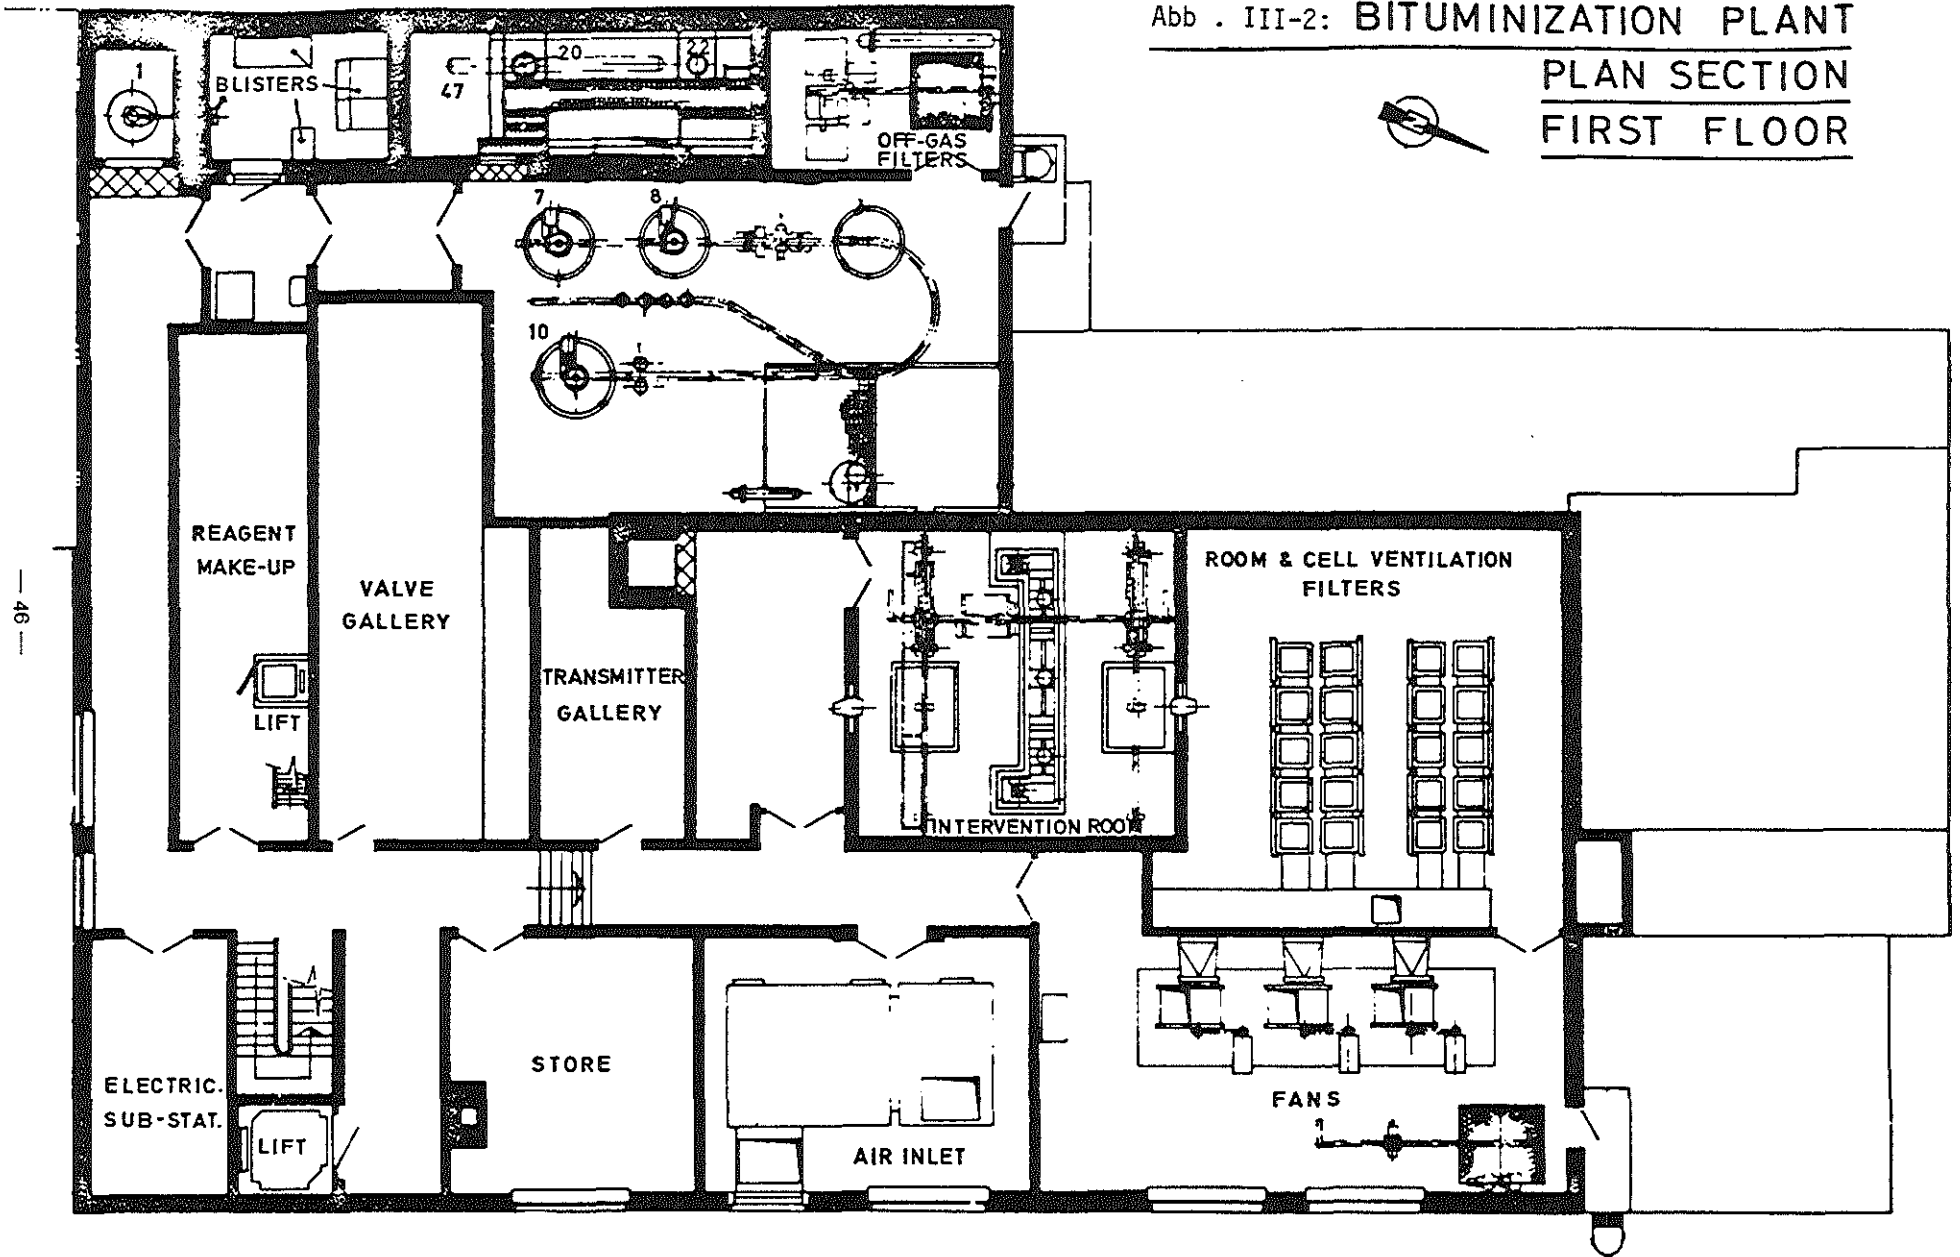 Abb . III-2: BITUMINIZATION PLANT
PLAN SECTION
FIRST FLOOR
1
BLISTERS
47
20
22
OFF-GAS
FILTERS
7
8
10
REAGENT
MAKE-UP
VALVE
GALLERY
LIFT
TRANSMITTER
GALLERY
INTERVENTION ROOM
ROOM & CELL VENTILATION
FILTERS
— 46 —
ELECTRIC.
SUB-STAT.
LIFT
STORE
AIR INLET
FANS